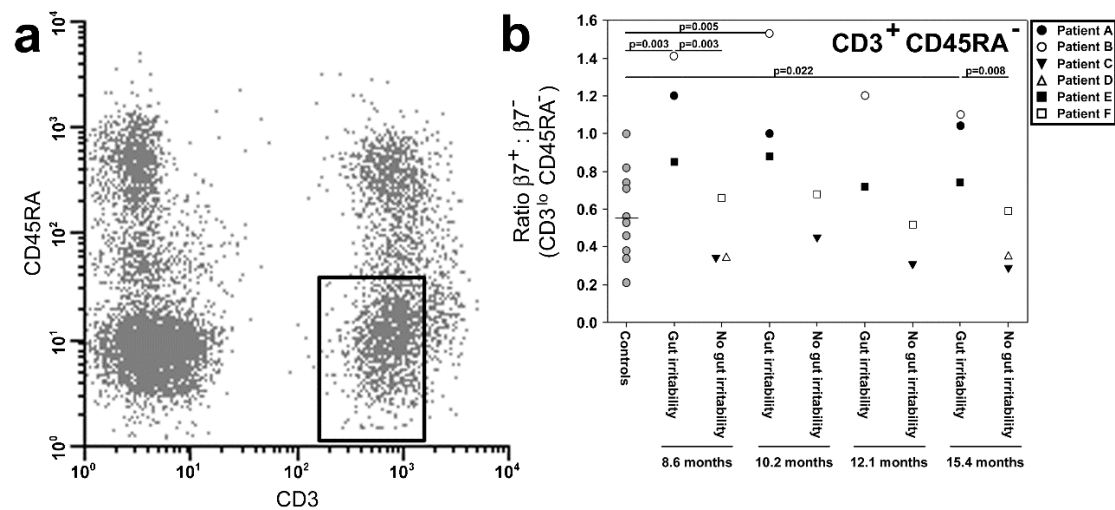 a
10⁴
10³
10²
10¹
10⁰
CD45RA
10⁰ 10¹ 10² 10³ 10⁴
CD3
b
CD3⁺ CD45RA⁻
p=0.005
p=0.003 p=0.003
p=0.022 p=0.008
1.6
1.4
1.2
1.0
0.8
0.6
0.4
0.2
0.0
Ratio β7⁺ : β7⁻
(CD3ˡᵒ CD45RA⁻)
Patient A
Patient B
Patient C
Patient D
Patient E
Patient F
Controls
Gut irritability
No gut irritability
Gut irritability
No gut irritability
Gut irritability
No gut irritability
Gut irritability
No gut irritability
8.6 months 10.2 months 12.1 months 15.4 months